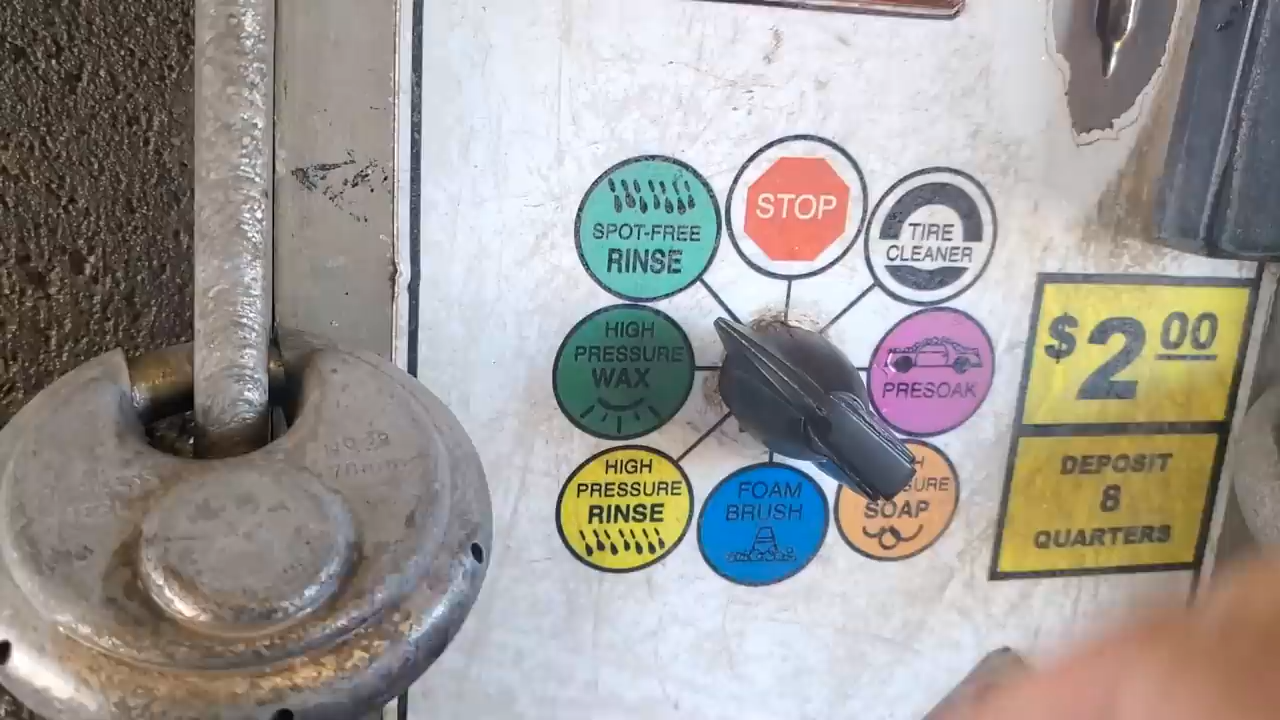 STOP
SPOT-FREE
RINSE
TIRE
CLEANER
HIGH
PRESSURE
WAX
PRESOAK
HIGH
PRESSURE
RINSE
FOAM
BRUSH
H
SURE
SOAP
$2 00
DEPOSIT
8
QUARTERS